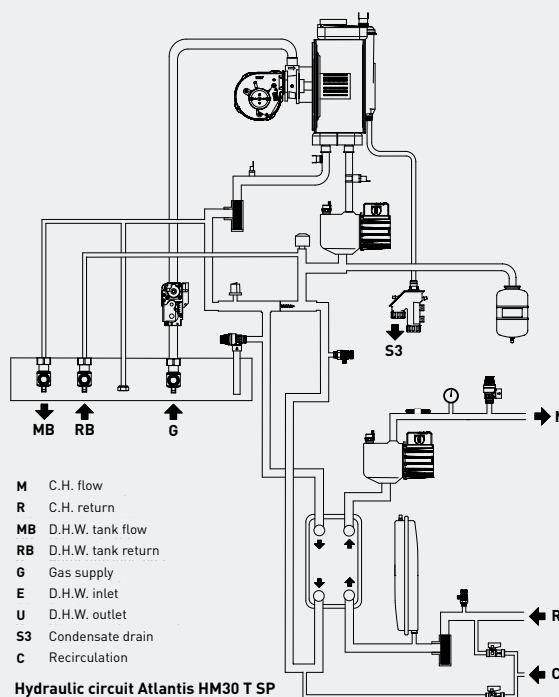 S3
MB RB G
M
M C.H. flow
R C.H. return
MB D.H.W. tank flow
RB D.H.W. tank return
G Gas supply
E D.H.W. inlet
U D.H.W. outlet
S3 Condensate drain
C Recirculation
R
C
Hydraulic circuit Atlantis HM30 T SP